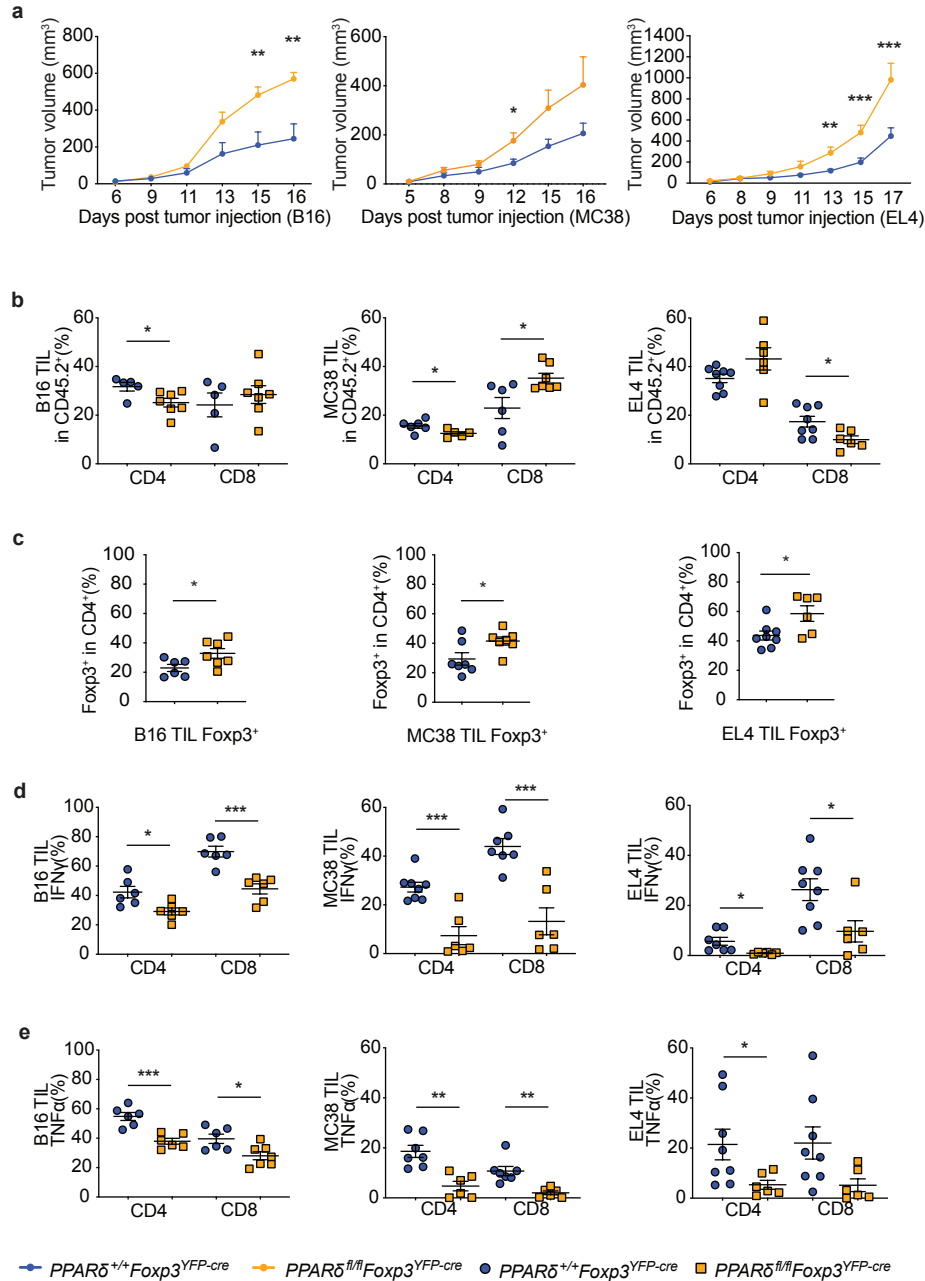 a
Tumor volume (mm³)
800
600
400
200
0
** **
6 9 11 13 15 16
Days post tumor injection (B16)
Tumor volume (mm³)
600
400
200
0
*
5 8 9 12 15 16
Days post tumor injection (MC38)
Tumor volume (mm³)
1400
1000
800
600
400
200
0
** *** ***
6 8 9 11 13 15 17
Days post tumor injection (EL4)
b
B16 TIL
in CD45.2⁺(%)
60
40
20
0
*
CD4 CD8
MC38 TIL
in CD45.2⁺(%)
60
40
20
0
* *
CD4 CD8
EL4 TIL
in CD45.2⁺(%)
60
40
20
0
*
CD4 CD8
c
Foxp3⁺ in CD4⁺(%)
100
80
60
40
20
0
*
B16 TIL Foxp3⁺
Foxp3⁺ in CD4⁺(%)
100
80
60
40
20
0
*
MC38 TIL Foxp3⁺
Foxp3⁺ in CD4⁺(%)
100
80
60
40
20
0
*
EL4 TIL Foxp3⁺
d
B16 TIL
IFNγ(%)
100
80
60
40
20
0
* ***
CD4 CD8
MC38 TIL
IFNγ(%)
60
40
20
0
*** ***
CD4 CD8
EL4 TIL
IFNγ(%)
60
40
20
0
* *
CD4 CD8
e
B16 TIL
TNFα(%)
100
80
60
40
20
0
*** *
CD4 CD8
MC38 TIL
TNFα(%)
60
40
20
0
** **
CD4 CD8
EL4 TIL
TNFα(%)
60
40
20
0
*
CD4 CD8
PPARδ⁺/⁺Foxp3ʸᶠᴾ⁻ᶜʳᵉ PPARδᶠˡ/ᶠˡFoxp3ʸᶠᴾ⁻ᶜʳᵉ PPARδ⁺/⁺Foxp3ʸᶠᴾ⁻ᶜʳᵉ PPARδᶠˡ/ᶠˡFoxp3ʸᶠᴾ⁻ᶜʳᵉ